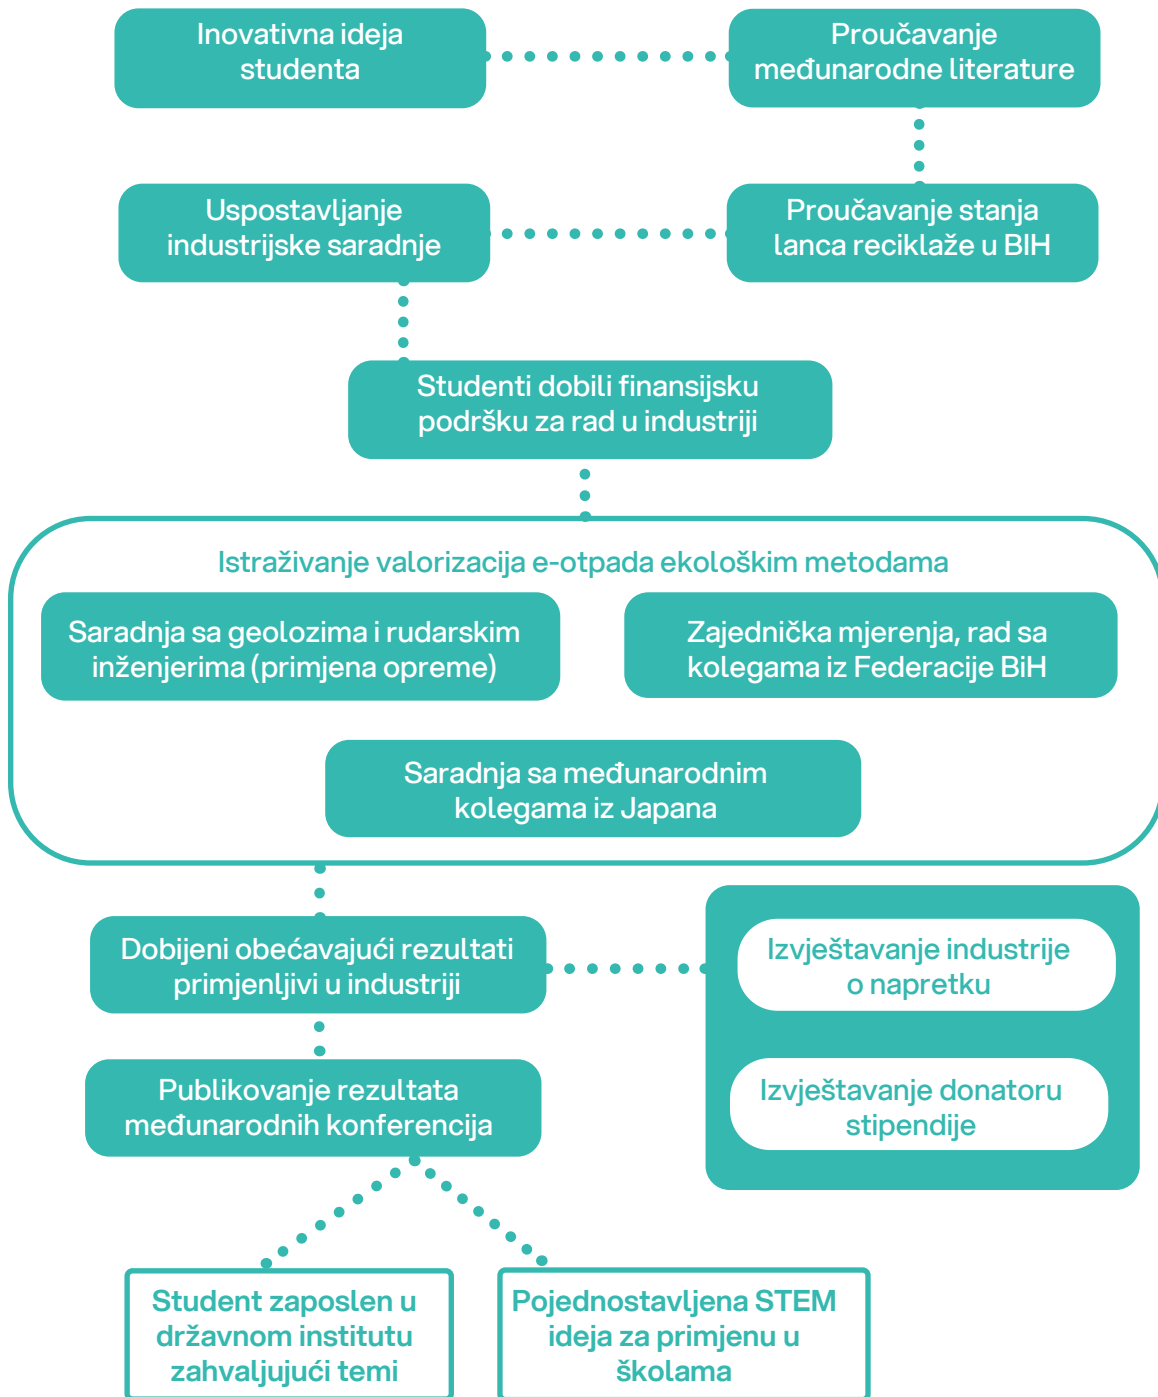 Inovativna ideja
studenta
Proučavanje
međunarodne literature
Uspostavljanje
industrijske saradnje
Proučavanje stanja
lanca reciklaže u BIH
Studenti dobili finansijsku
podršku za rad u industriji
Istraživanje valorizacija e-otpada ekološkim metodama
Saradnja sa geolozima i rudarskim
inženjerima (primjena opreme)
Zajednička mjerenja, rad sa
kolegama iz Federacije BiH
Saradnja sa međunarodnim
kolegama iz Japana
Dobijeni obećavajući rezultati
primjenljivi u industriji
Izvještavanje industrije
o napretku
Publikovanje rezultata
međunarodnih konferencija
Izvještavanje donatoru
stipendije
Student zaposlen u
državnom institutu
zahvaljujući temi
Pojednostavljena STEM
ideja za primjenu u
školama